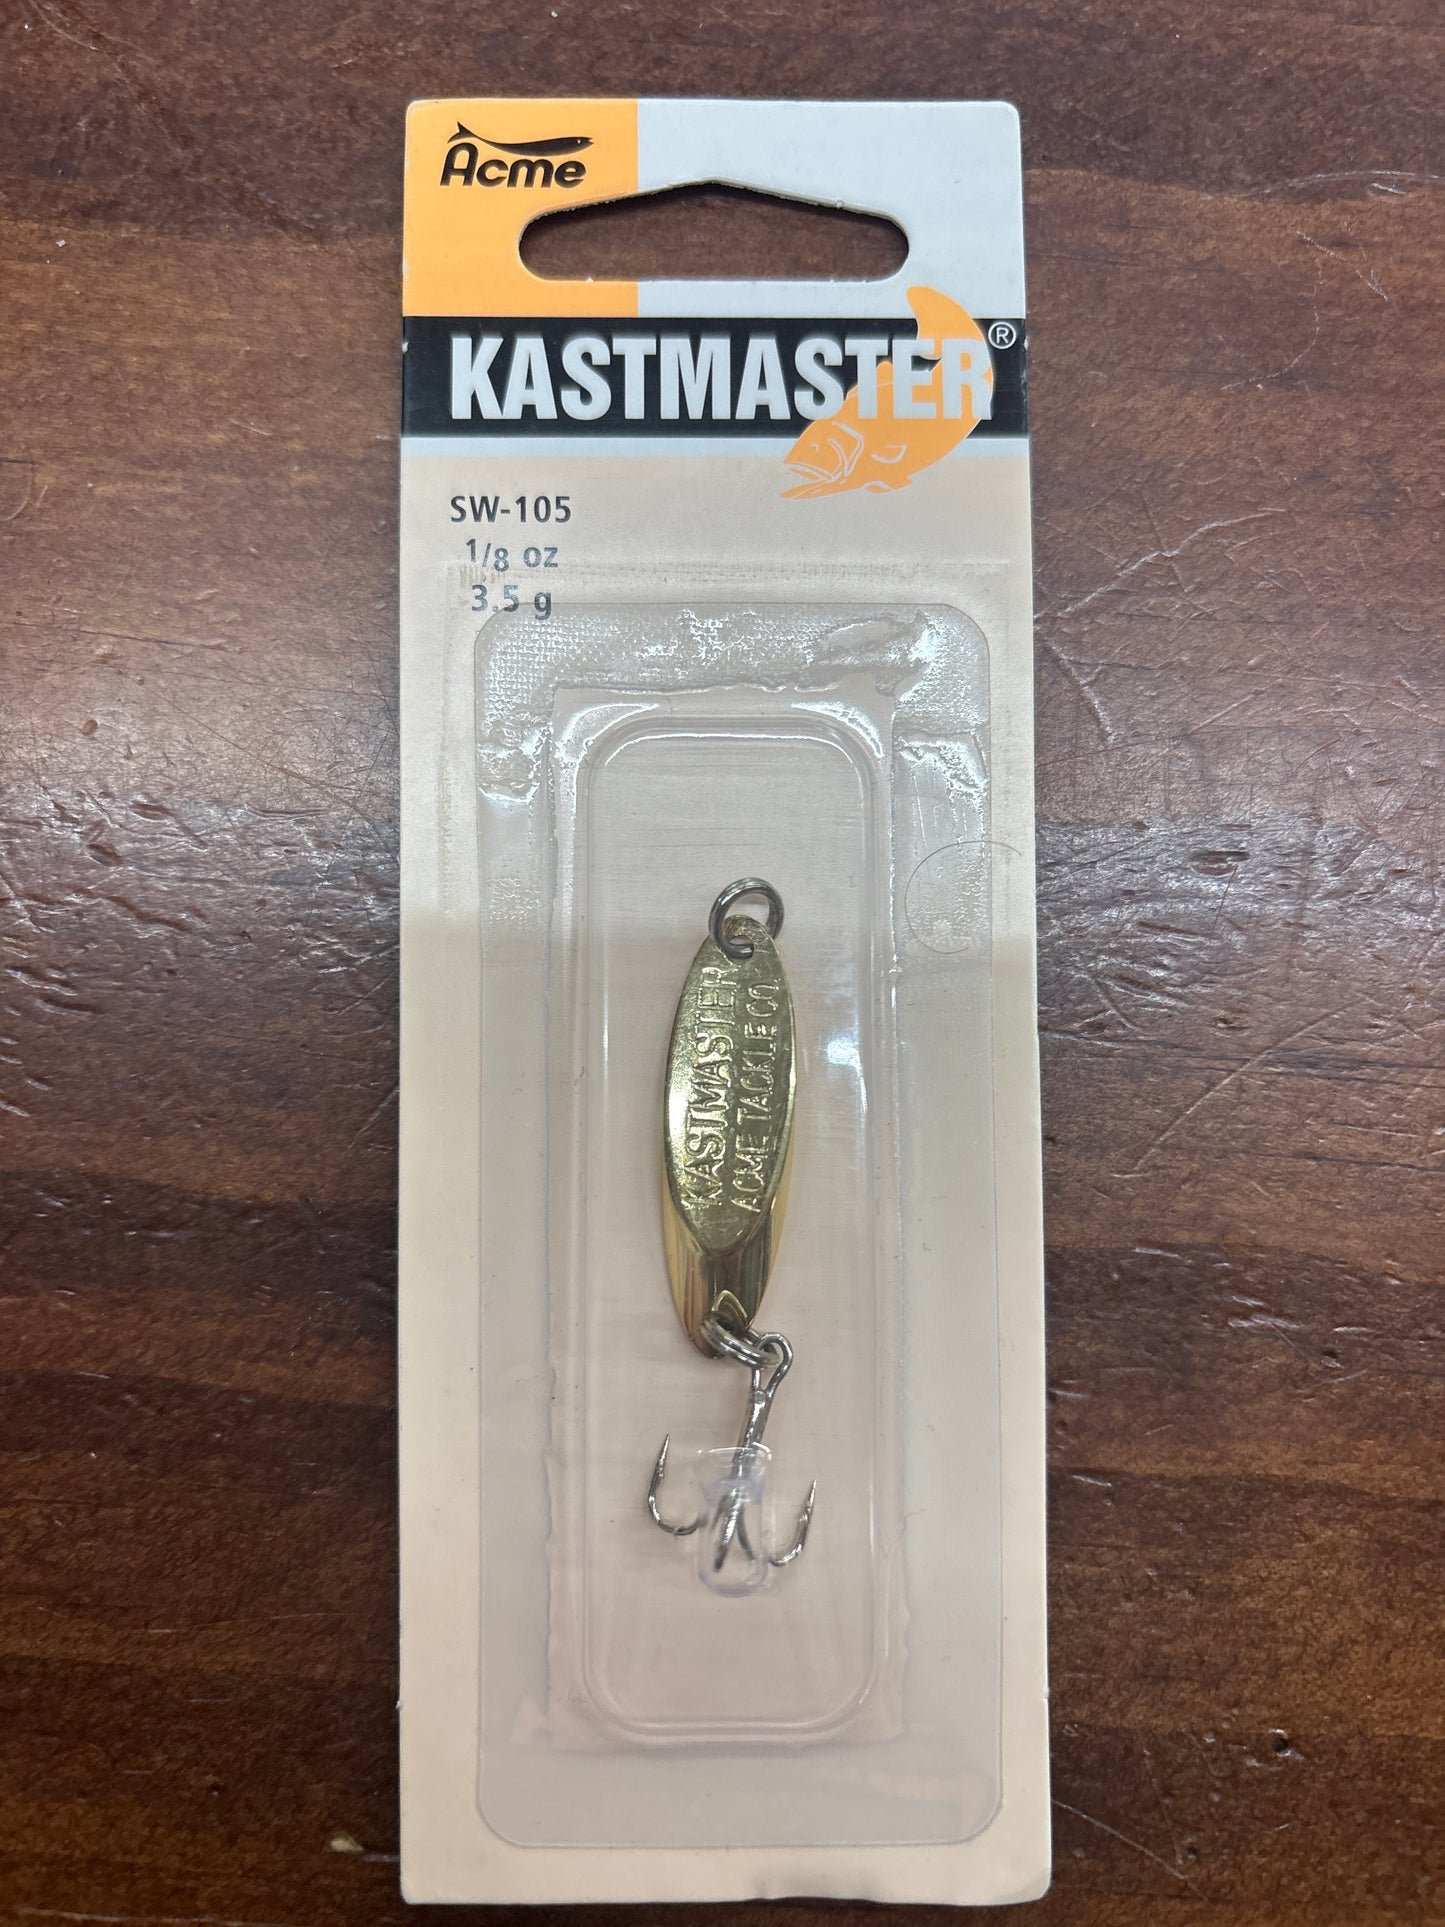 Acme
KASTMASTER®
SW-105
1/8 oz
3.5 g
KASTMASTER
ACME TACKLE CO.